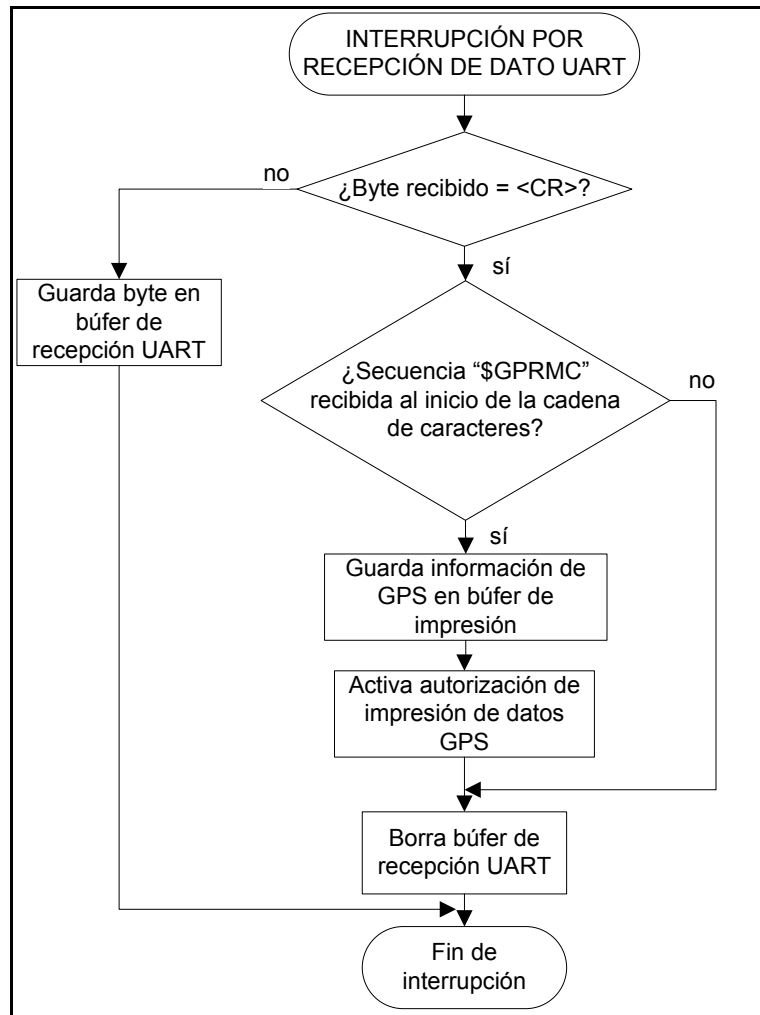 INTERRUPCIÓN POR
RECEPCIÓN DE DATO UART
no
¿Byte recibido = <CR>?
sí
Guarda byte en
búfer de
recepción UART
¿Secuencia “$GPRMC”
recibida al inicio de la cadena
de caracteres?
no
sí
Guarda información de
GPS en búfer de
impresión
Activa autorización de
impresión de datos
GPS
Borra búfer de
recepción UART
Fin de
interrupción